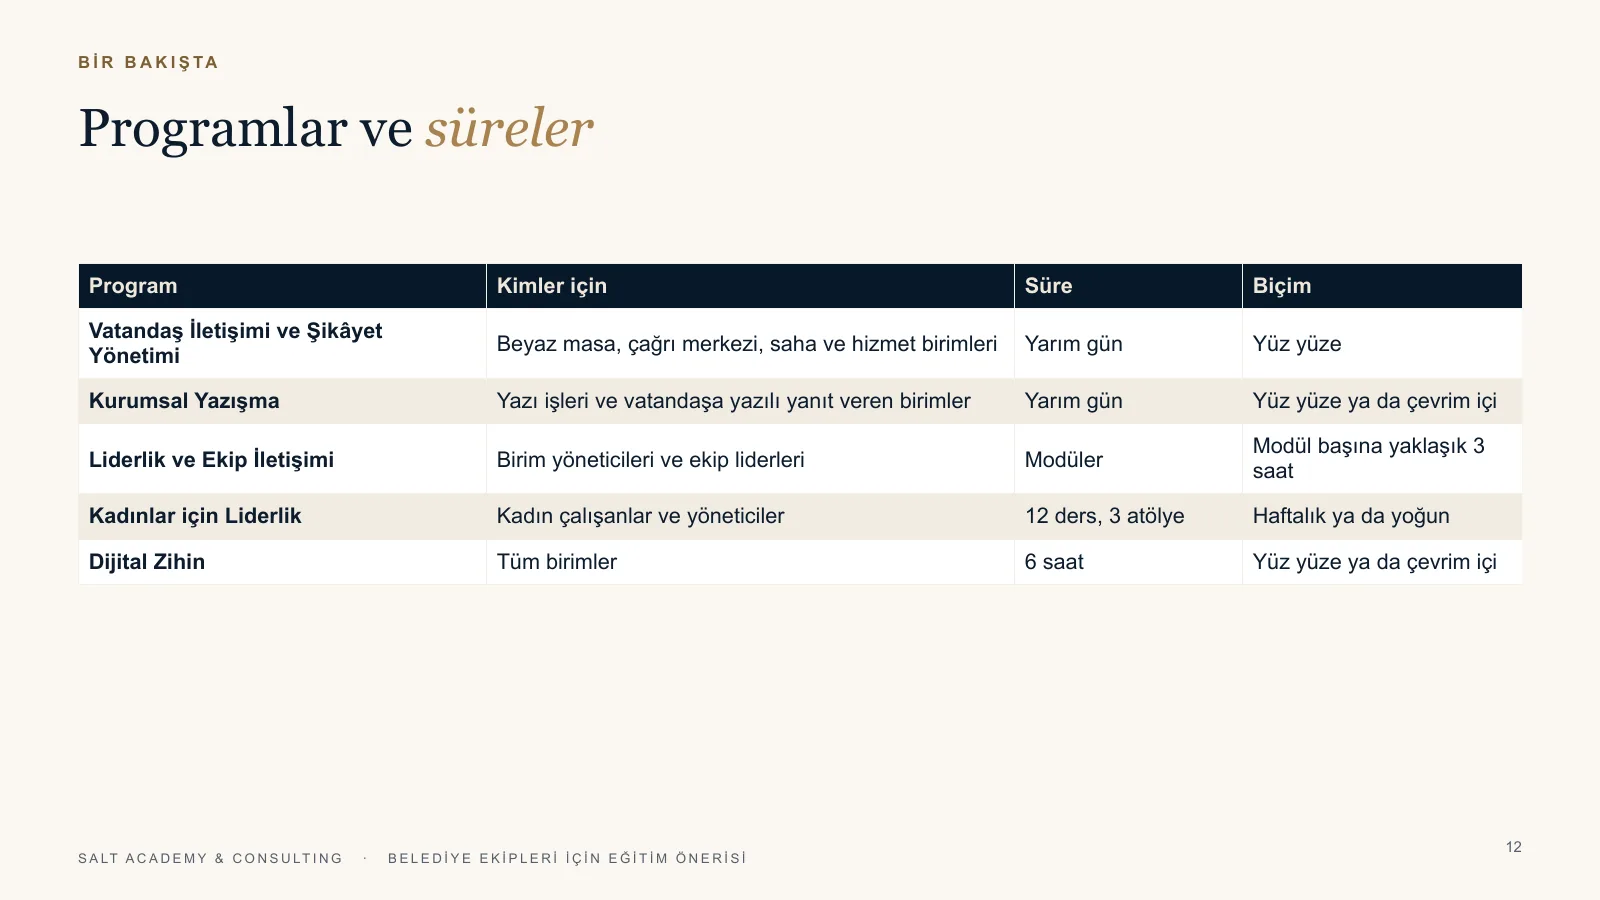 BİR BAKIŞTA
Programlar ve süreler
Program Kimler için Süre Biçim
Vatandaş İletişimi ve Şikâyet
Yönetimi
Beyaz masa, çağrı merkezi, saha ve hizmet birimleri Yarım gün Yüz yüze
Kurumsal Yazışma Yazı işleri ve vatandaşa yazılı yanıt veren birimler Yarım gün Yüz yüze ya da çevrim içi
Liderlik ve Ekip İletişimi Birim yöneticileri ve ekip liderleri Modüler
Modül başına yaklaşık 3
saat
Kadınlar için Liderlik Kadın çalışanlar ve yöneticiler 12 ders, 3 atölye Haftalık ya da yoğun
Dijital Zihin Tüm birimler 6 saat Yüz yüze ya da çevrim içi
SALT ACADEMY & CONSULTING · BELEDİYE EKİPLERİ İÇİN EĞİTİM ÖNERİSİ
12